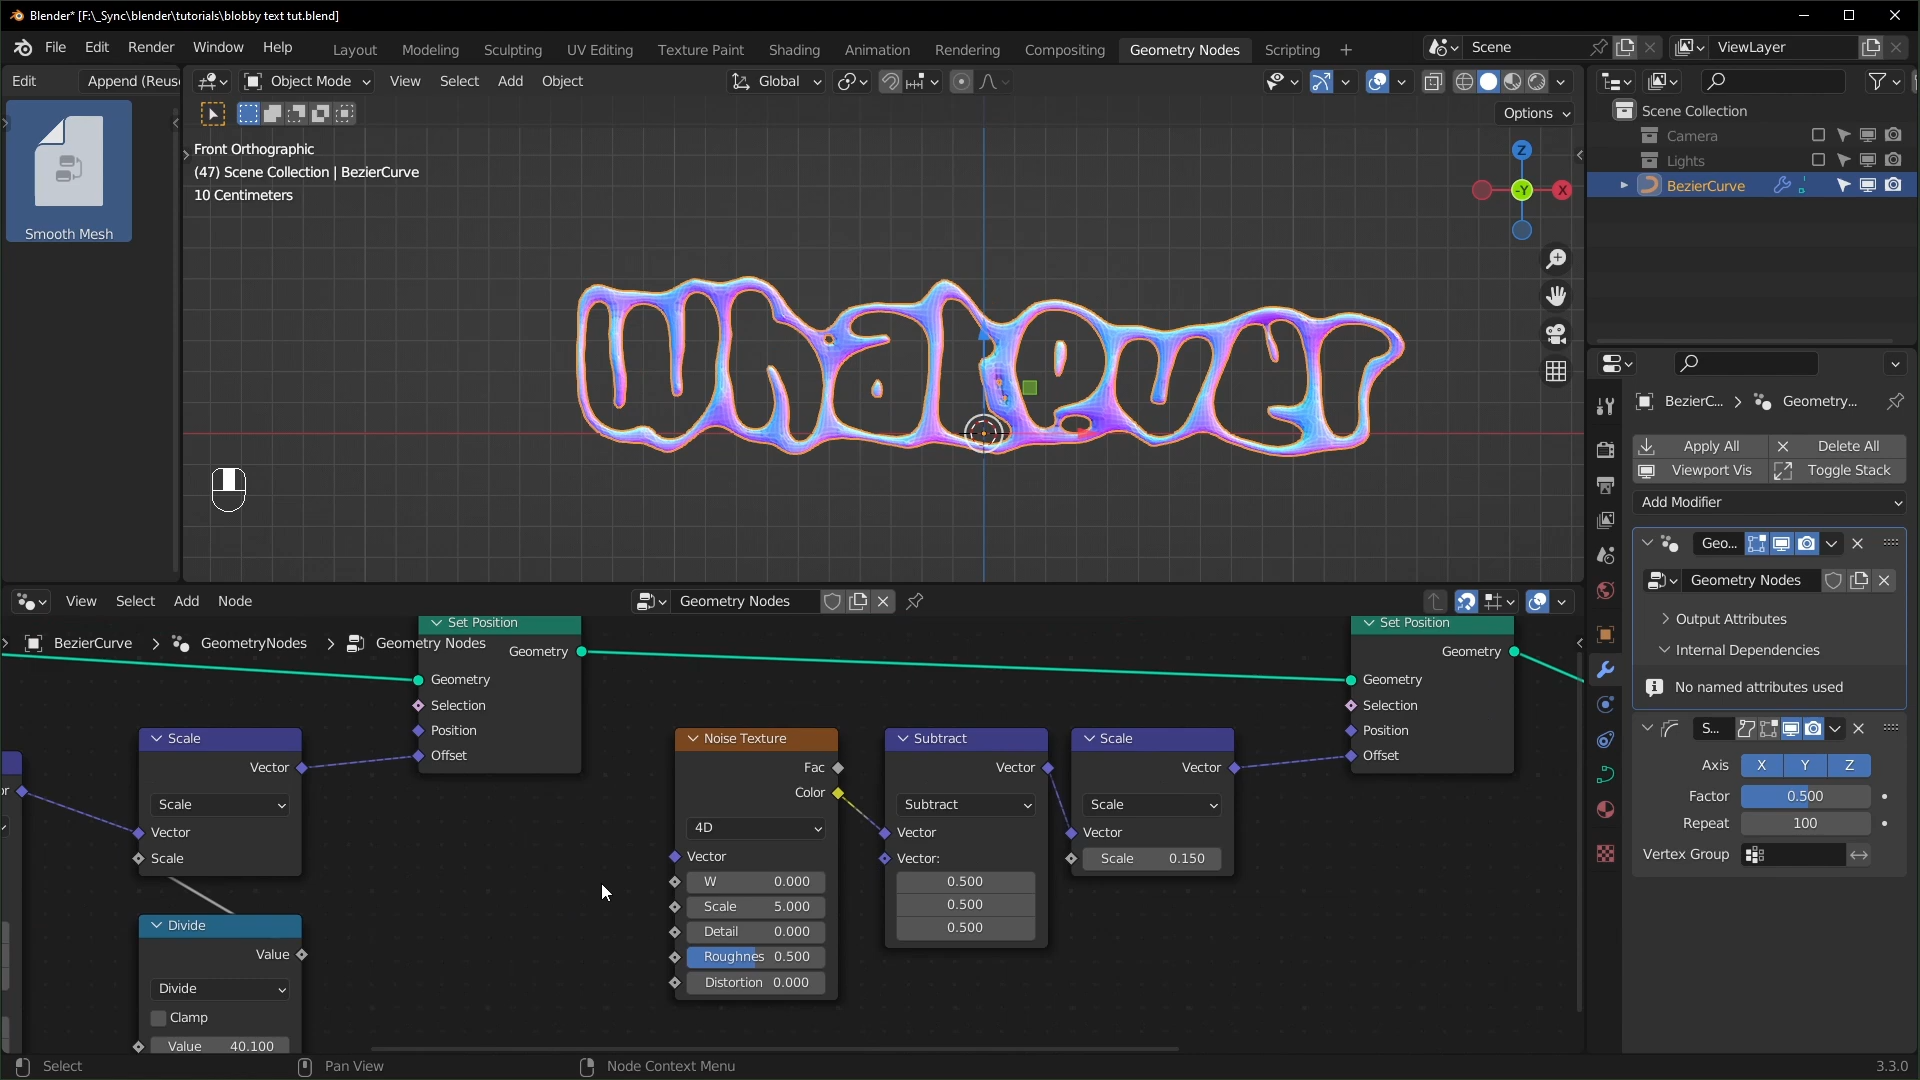 Blender* [F:\_Sync\blender\tutorials\blobby text tut.blend]
File Edit Render Window Help
Layout Modeling Sculpting UV Editing Texture Paint Shading Animation Rendering Compositing Geometry Nodes Scripting +
Scene
ViewLayer
Edit Append (Reus
Object Mode View Select Add Object
Global
Options
Smooth Mesh
Front Orthographic
(47) Scene Collection | BezierCurve
10 Centimeters
Z
-Y
X
whatever
Scene Collection
Camera
Lights
BezierCurve
BezierC... > Geometry...
Apply All Delete All
Viewport Vis Toggle Stack
Add Modifier
Geo...
Geometry Nodes
Output Attributes
Internal Dependencies
No named attributes used
S...
Axis X Y Z
Factor 0.500
Repeat 100
Vertex Group
View Select Add Node
Geometry Nodes
BezierCurve > GeometryNodes > Geometry Nodes
Set Position
Geometry
Geometry
Selection
Position
Offset
Scale
Vector
Scale
Vector
Scale
Divide
Value
Divide
Clamp
Value 40.100
Noise Texture
Fac
Color
4D
Vector
W 0.000
Scale 5.000
Detail 0.000
Roughnes 0.500
Distortion 0.000
Subtract
Vector
Subtract
Vector
Vector:
0.500
0.500
0.500
Scale
Vector
Scale
Vector
Scale 0.150
Set Position
Geometry
Geometry
Selection
Position
Offset
Select Pan View Node Context Menu
3.3.0